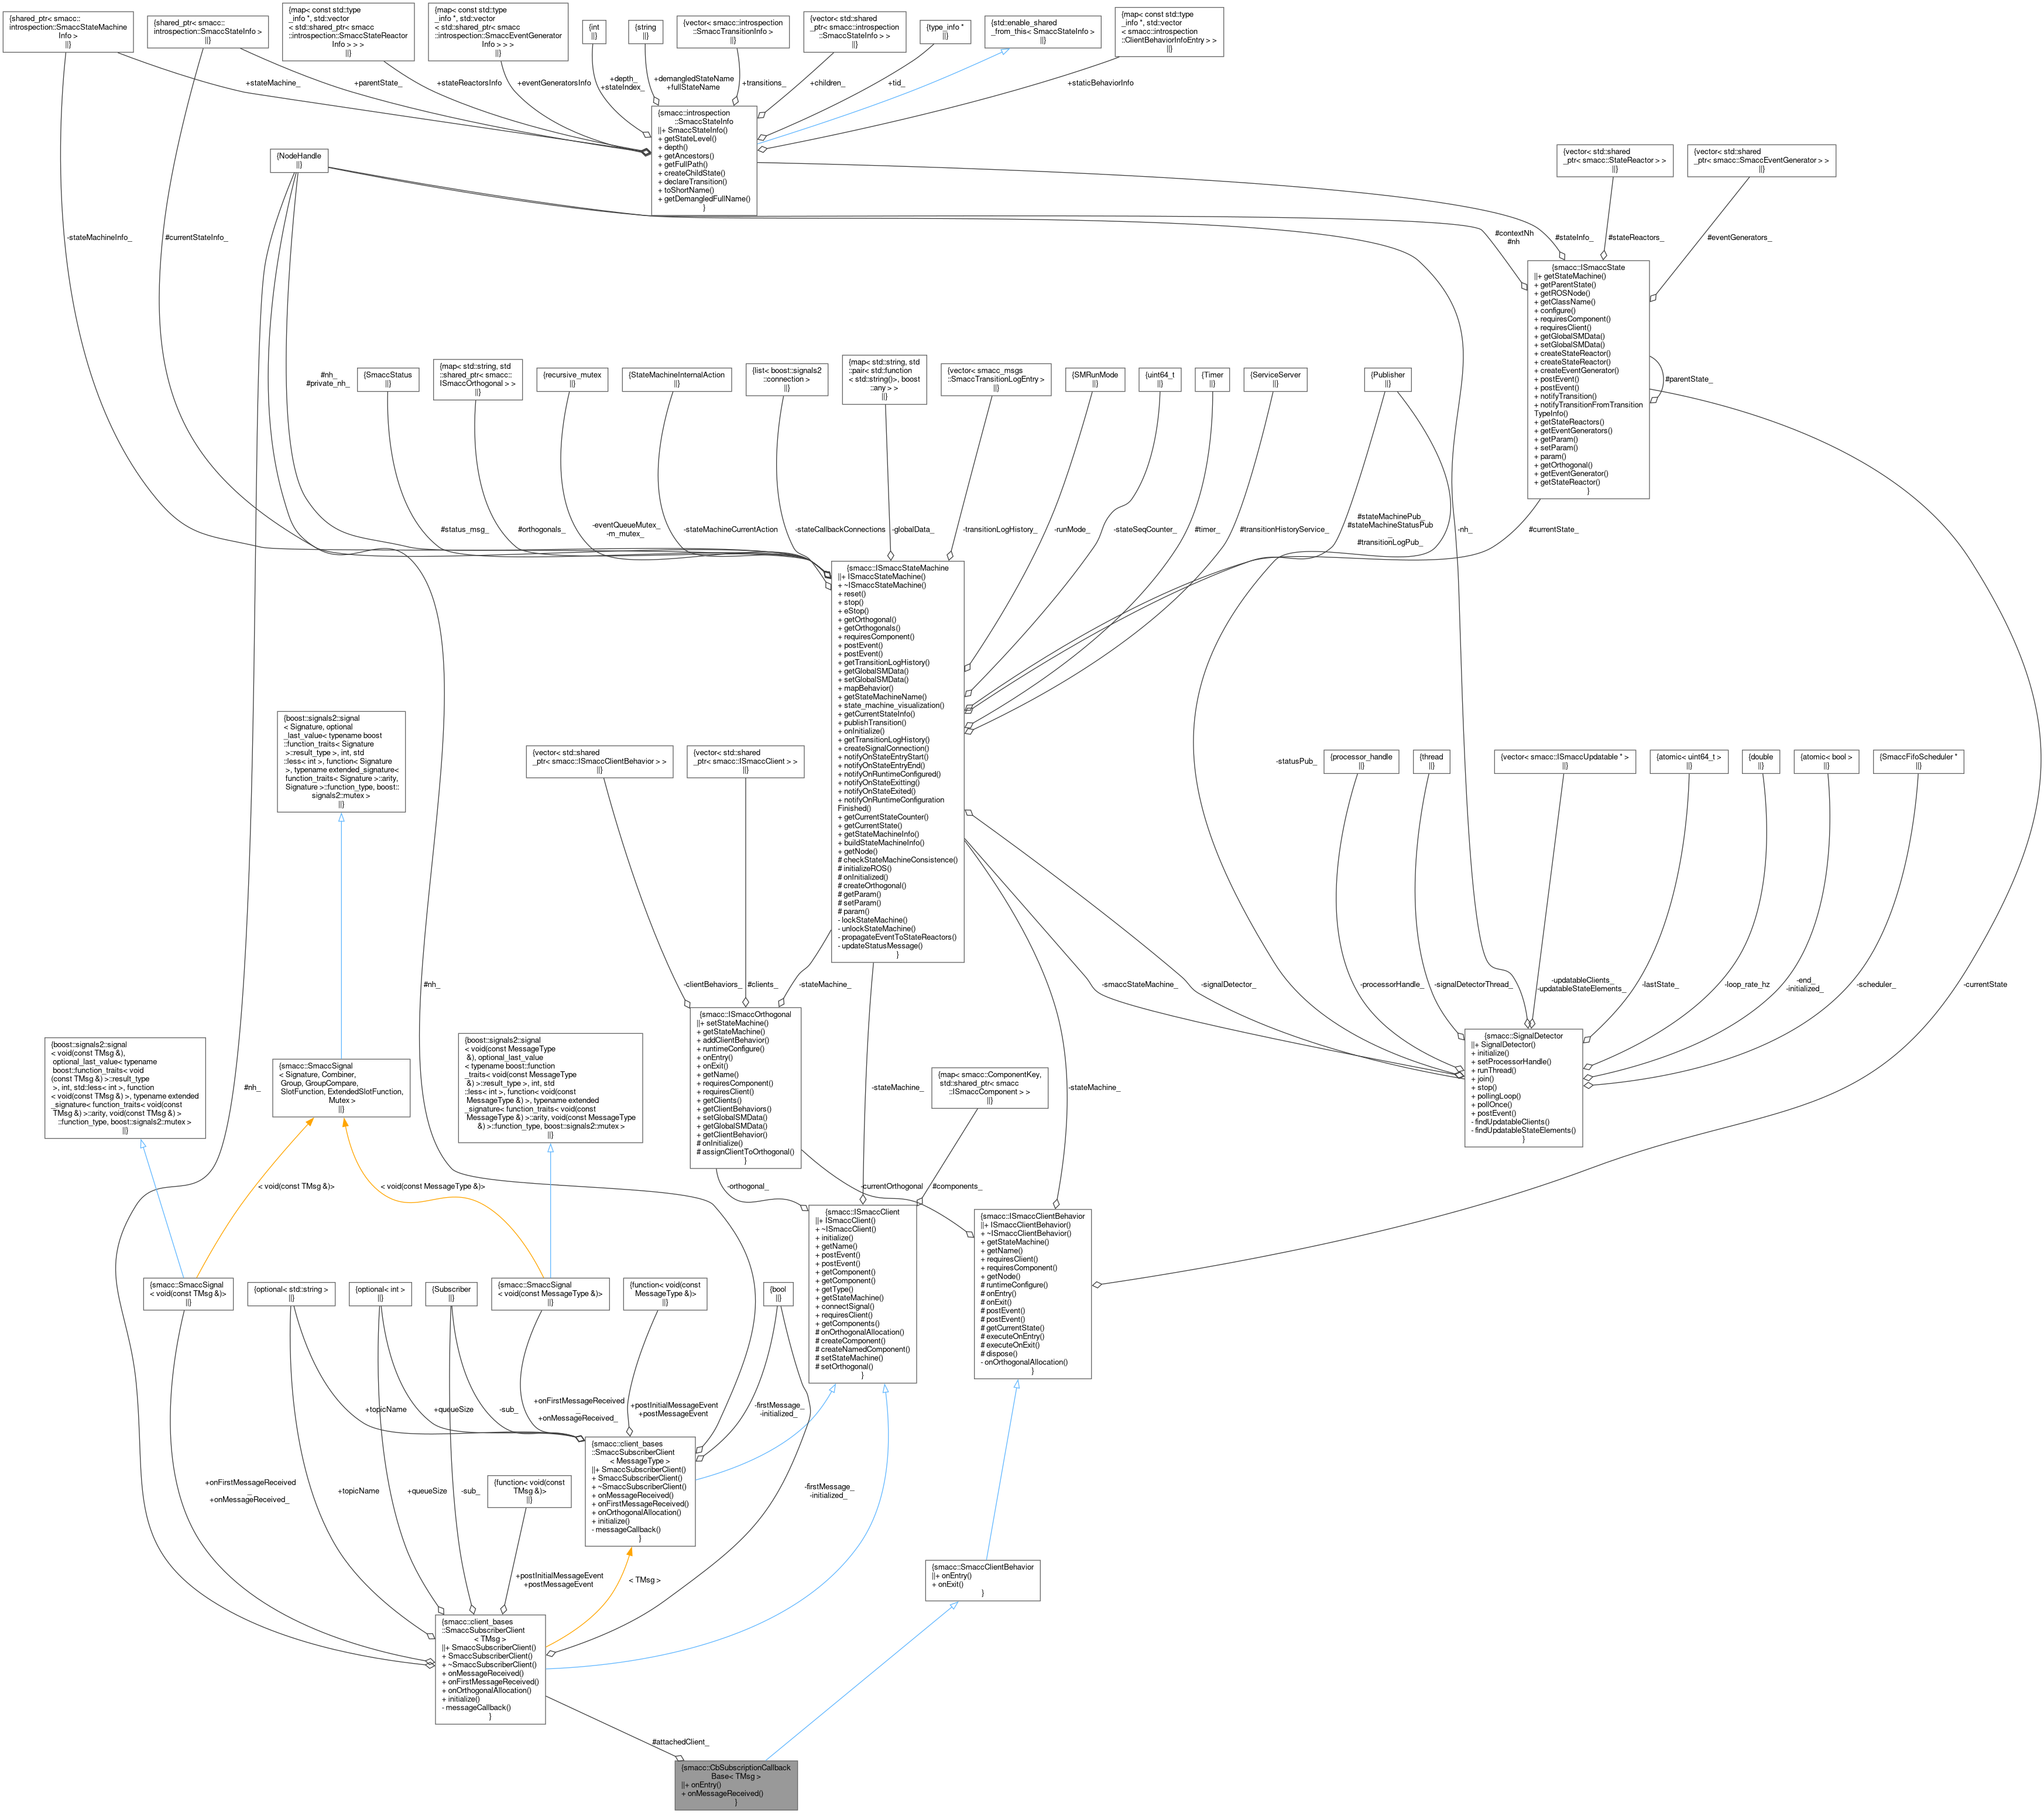 {shared_ptr< smacc::
introspection::SmaccStateMachine
Info >
||}
{shared_ptr< smacc::
introspection::SmaccStateInfo >
||}
{map< const std::type
_info *, std::vector
< std::shared_ptr< smacc
::introspection::SmaccStateReactor
Info > > >
||}
{map< const std::type
_info *, std::vector
< std::shared_ptr< smacc
::introspection::SmaccEventGenerator
Info > > >
||}
{int
||}
{string
||}
{vector< smacc::introspection
::SmaccTransitionInfo >
||}
{vector< std::shared
_ptr< smacc::introspection
::SmaccStateInfo > >
||}
{type_info *
||}
{std::enable_shared
_from_this< SmaccStateInfo >
||}
{map< const std::type
_info *, std::vector
< smacc::introspection
::ClientBehaviorInfoEntry > >
||}
+stateMachine_
+parentState_
+stateReactorsInfo
+eventGeneratorsInfo
+depth_
+stateIndex_
+demangledStateName
+fullStateName
+transitions_
+children_
+tid_
+staticBehaviorInfo
{smacc::introspection
::SmaccStateInfo
||+ SmaccStateInfo()
+ getStateLevel()
+ depth()
+ getAncestors()
+ getFullPath()
+ createChildState()
+ declareTransition()
+ toShortName()
+ getDemangledFullName()
}
{NodeHandle
||}
{vector< std::shared
_ptr< smacc::StateReactor > >
||}
{vector< std::shared
_ptr< smacc::SmaccEventGenerator > >
||}
-stateMachineInfo_
#currentStateInfo_
#contextNh
#nh
#stateInfo_
#stateReactors_
#eventGenerators_
{smacc::ISmaccState
||+ getStateMachine()
+ getParentState()
+ getROSNode()
+ getClassName()
+ configure()
+ requiresComponent()
+ requiresClient()
+ getGlobalSMData()
+ setGlobalSMData()
+ createStateReactor()
+ createStateReactor()
+ createEventGenerator()
+ postEvent()
+ postEvent()
+ notifyTransition()
+ notifyTransitionFromTransition
TypeInfo()
+ getStateReactors()
+ getEventGenerators()
+ getParam()
+ setParam()
+ param()
+ getOrthogonal()
+ getEventGenerator()
+ getStateReactor()
}
#parentState_
#nh_
#private_nh_
{SmaccStatus
||}
{map< std::string, std
::shared_ptr< smacc::
ISmaccOrthogonal > >
||}
{recursive_mutex
||}
{StateMachineInternalAction
||}
{list< boost::signals2
::connection >
||}
{map< std::string, std
::pair< std::function
< std::string()>, boost
::any > >
||}
{vector< smacc_msgs
::SmaccTransitionLogEntry >
||}
{SMRunMode
||}
{uint64_t
||}
{Timer
||}
{ServiceServer
||}
{Publisher
||}
#status_msg_
#orthogonals_
-eventQueueMutex_
-m_mutex_
-stateMachineCurrentAction
-stateCallbackConnections
-globalData_
-transitionLogHistory_
-runMode_
-stateSeqCounter_
#timer_
#transitionHistoryService_
#stateMachinePub_
#stateMachineStatusPub
_
#transitionLogPub_
-nh_
#currentState_
{smacc::ISmaccStateMachine
||+ ISmaccStateMachine()
+ ~ISmaccStateMachine()
+ reset()
+ stop()
+ eStop()
+ getOrthogonal()
+ getOrthogonals()
+ requiresComponent()
+ postEvent()
+ postEvent()
+ getTransitionLogHistory()
+ getGlobalSMData()
+ setGlobalSMData()
+ mapBehavior()
+ getStateMachineName()
+ state_machine_visualization()
+ getCurrentStateInfo()
+ publishTransition()
+ onInitialize()
+ getTransitionLogHistory()
+ createSignalConnection()
+ notifyOnStateEntryStart()
+ notifyOnStateEntryEnd()
+ notifyOnRuntimeConfigured()
+ notifyOnStateExitting()
+ notifyOnStateExited()
+ notifyOnRuntimeConfiguration
Finished()
+ getCurrentStateCounter()
+ getCurrentState()
+ getStateMachineInfo()
+ buildStateMachineInfo()
+ getNode()
# checkStateMachineConsistence()
# initializeROS()
# onInitialized()
# createOrthogonal()
# getParam()
# setParam()
# param()
- lockStateMachine()
- unlockStateMachine()
- propagateEventToStateReactors()
- updateStatusMessage()
}
{boost::signals2::signal
< Signature, optional
_last_value< typename boost
::function_traits< Signature
>::result_type >, int, std
::less< int >, function< Signature
>, typename extended_signature<
function_traits< Signature >::arity,
Signature >::function_type, boost::
signals2::mutex >
||}
{vector< std::shared
_ptr< smacc::ISmaccClientBehavior > >
||}
{vector< std::shared
_ptr< smacc::ISmaccClient > >
||}
-statusPub_
{processor_handle
||}
{thread
||}
{vector< smacc::ISmaccUpdatable * >
||}
{atomic< uint64_t >
||}
{double
||}
{atomic< bool >
||}
{SmaccFifoScheduler *
||}
#nh_
-clientBehaviors_
#clients_
-stateMachine_
-smaccStateMachine_
-signalDetector_
-processorHandle_
-signalDetectorThread_
-updatableClients_
-updatableStateElements_
-lastState_
-loop_rate_hz
-end_
-initialized_
-scheduler_
-currentState
{smacc::ISmaccOrthogonal
||+ setStateMachine()
+ getStateMachine()
+ addClientBehavior()
+ runtimeConfigure()
+ onEntry()
+ onExit()
+ getName()
+ requiresComponent()
+ requiresClient()
+ getClients()
+ getClientBehaviors()
+ setGlobalSMData()
+ getGlobalSMData()
+ getClientBehavior()
# onInitialize()
# assignClientToOrthogonal()
}
{smacc::SignalDetector
||+ SignalDetector()
+ initialize()
+ setProcessorHandle()
+ runThread()
+ join()
+ stop()
+ pollingLoop()
+ pollOnce()
+ postEvent()
- findUpdatableClients()
- findUpdatableStateElements()
}
{boost::signals2::signal
< void(const TMsg &),
optional_last_value< typename
boost::function_traits< void
(const TMsg &) >::result_type
>, int, std::less< int >, function
< void(const TMsg &) >, typename extended
_signature< function_traits< void(const
TMsg &) >::arity, void(const TMsg &) >
::function_type, boost::signals2::mutex >
||}
{smacc::SmaccSignal
< Signature, Combiner,
Group, GroupCompare,
SlotFunction, ExtendedSlotFunction,
Mutex >
||}
{boost::signals2::signal
< void(const MessageType
&), optional_last_value
< typename boost::function
_traits< void(const MessageType
&) >::result_type >, int, std
::less< int >, function< void(const
MessageType &) >, typename extended
_signature< function_traits< void(const
MessageType &) >::arity, void(const MessageType
&) >::function_type, boost::signals2::mutex >
||}
#nh_
-stateMachine_
{map< smacc::ComponentKey,
std::shared_ptr< smacc
::ISmaccComponent > >
||}
-stateMachine_
< void(const TMsg &)>
< void(const MessageType &)>
-orthogonal_
-currentOrthogonal
#components_
{smacc::ISmaccClient
||+ ISmaccClient()
+ ~ISmaccClient()
+ initialize()
+ getName()
+ postEvent()
+ postEvent()
+ getComponent()
+ getComponent()
+ getType()
+ getStateMachine()
+ connectSignal()
+ requiresClient()
+ getComponents()
# onOrthogonalAllocation()
# createComponent()
# createNamedComponent()
# setStateMachine()
# setOrthogonal()
}
{smacc::ISmaccClientBehavior
||+ ISmaccClientBehavior()
+ ~ISmaccClientBehavior()
+ getStateMachine()
+ getName()
+ requiresClient()
+ requiresComponent()
+ getNode()
# runtimeConfigure()
# onEntry()
# onExit()
# postEvent()
# postEvent()
# getCurrentState()
# executeOnEntry()
# executeOnExit()
# dispose()
- onOrthogonalAllocation()
}
{smacc::SmaccSignal
< void(const TMsg &)>
||}
{optional< std::string >
||}
{optional< int >
||}
{Subscriber
||}
{smacc::SmaccSignal
< void(const MessageType &)>
||}
{function< void(const
MessageType &)>
||}
{bool
||}
+topicName
+queueSize
-sub_
+onFirstMessageReceived
_
+onMessageReceived_
+postInitialMessageEvent
+postMessageEvent
-firstMessage_
-initialized_
{smacc::client_bases
::SmaccSubscriberClient
< MessageType >
||+ SmaccSubscriberClient()
+ SmaccSubscriberClient()
+ ~SmaccSubscriberClient()
+ onMessageReceived()
+ onFirstMessageReceived()
+ onOrthogonalAllocation()
+ initialize()
- messageCallback()
}
+onFirstMessageReceived
_
+onMessageReceived_
+topicName
+queueSize
-sub_
{function< void(const
TMsg &)>
||}
-firstMessage_
-initialized_
+postInitialMessageEvent
+postMessageEvent
< TMsg >
{smacc::SmaccClientBehavior
||+ onEntry()
+ onExit()
}
{smacc::client_bases
::SmaccSubscriberClient
< TMsg >
||+ SmaccSubscriberClient()
+ SmaccSubscriberClient()
+ ~SmaccSubscriberClient()
+ onMessageReceived()
+ onFirstMessageReceived()
+ onOrthogonalAllocation()
+ initialize()
- messageCallback()
}
#attachedClient_
{smacc::CbSubscriptionCallback
Base< TMsg >
||+ onEntry()
+ onMessageReceived()
}